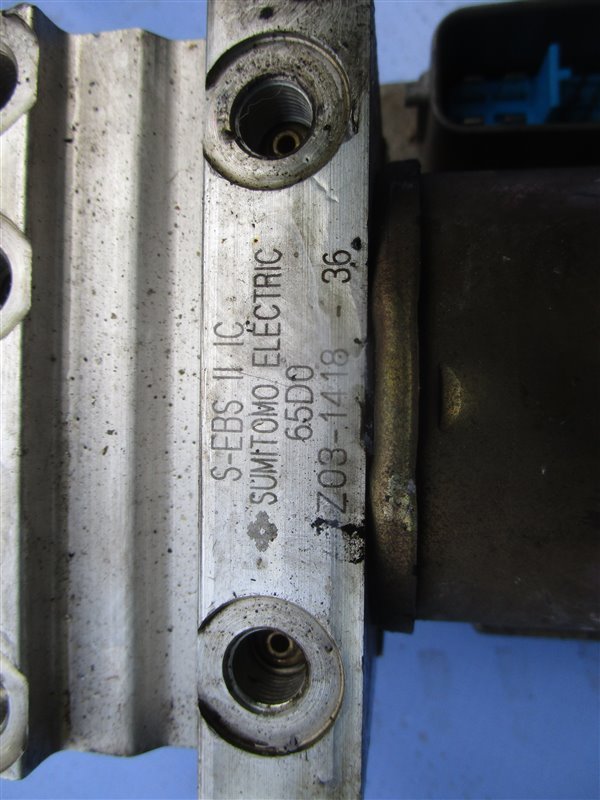 S-EBS II IC
SUMITOMO ELECTRIC
65D0
Z03-1418 - 36